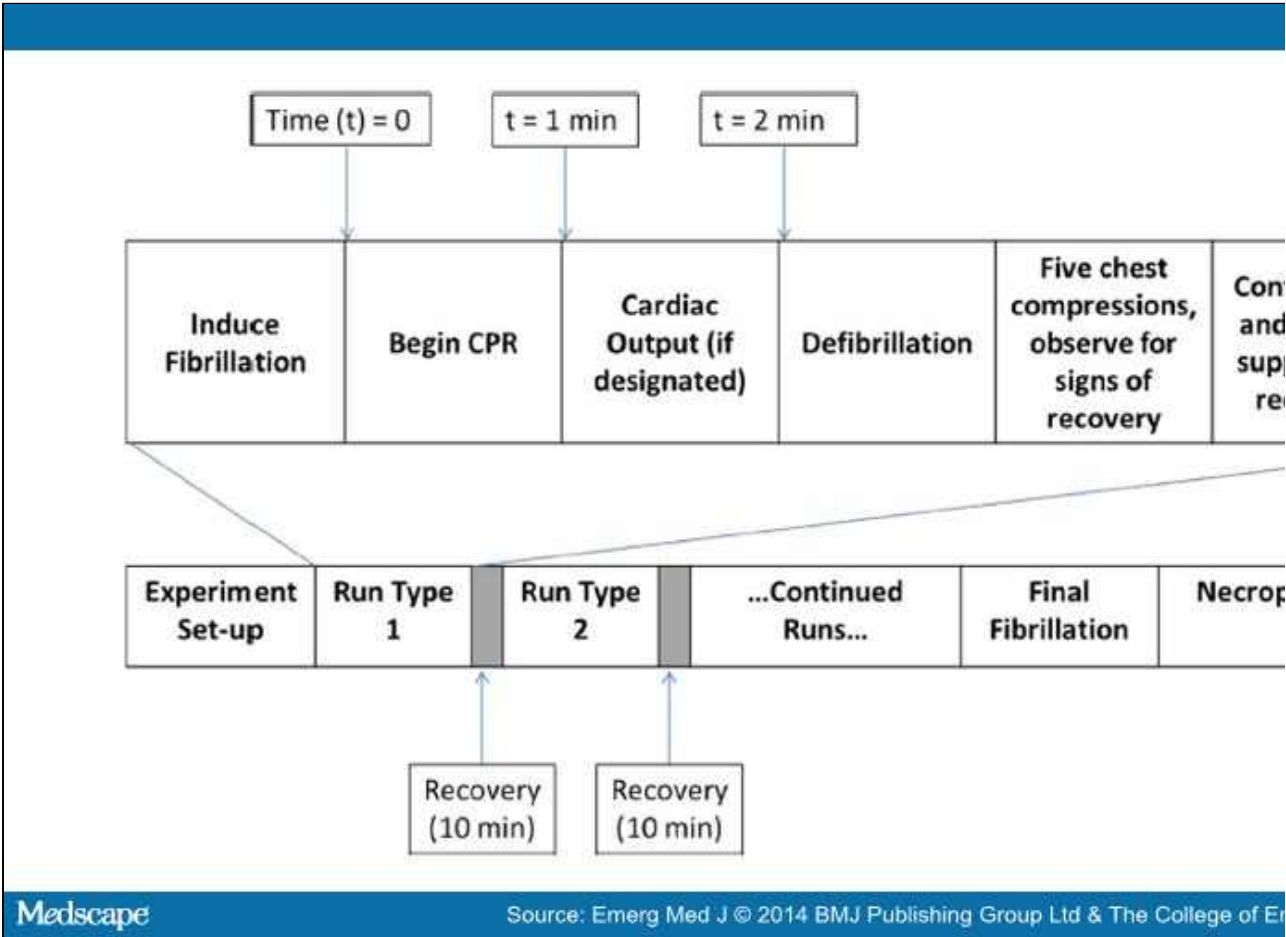 Time (t) = 0
t = 1 min
t = 2 min
Induce
Fibrillation
Begin CPR
Cardiac
Output (if
designated)
Defibrillation
Five chest
compressions,
observe for
signs of
recovery
and
Experiment
Set-up
Run Type
1
Run Type
2
...Continued
Runs...
Final
Fibrillation
Recovery
(10 min)
Recovery
(10 min)
Medscape
Source: Emerg Med J © 2014 BMJ Publishing Group Ltd & The College of